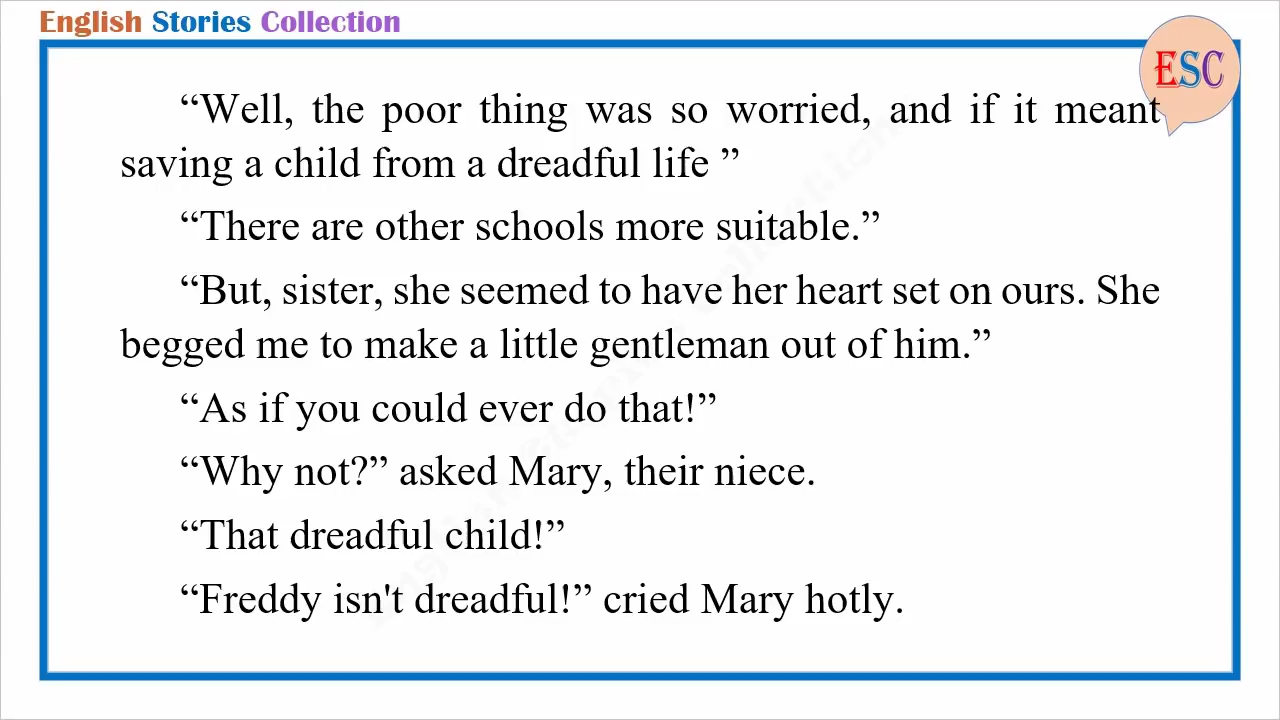 English Stories Collection
ESC
“Well, the poor thing was so worried, and if it meant
saving a child from a dreadful life ”
“There are other schools more suitable.”
“But, sister, she seemed to have her heart set on ours. She
begged me to make a little gentleman out of him.”
“As if you could ever do that!”
“Why not?” asked Mary, their niece.
“That dreadful child!”
“Freddy isn't dreadful!” cried Mary hotly.